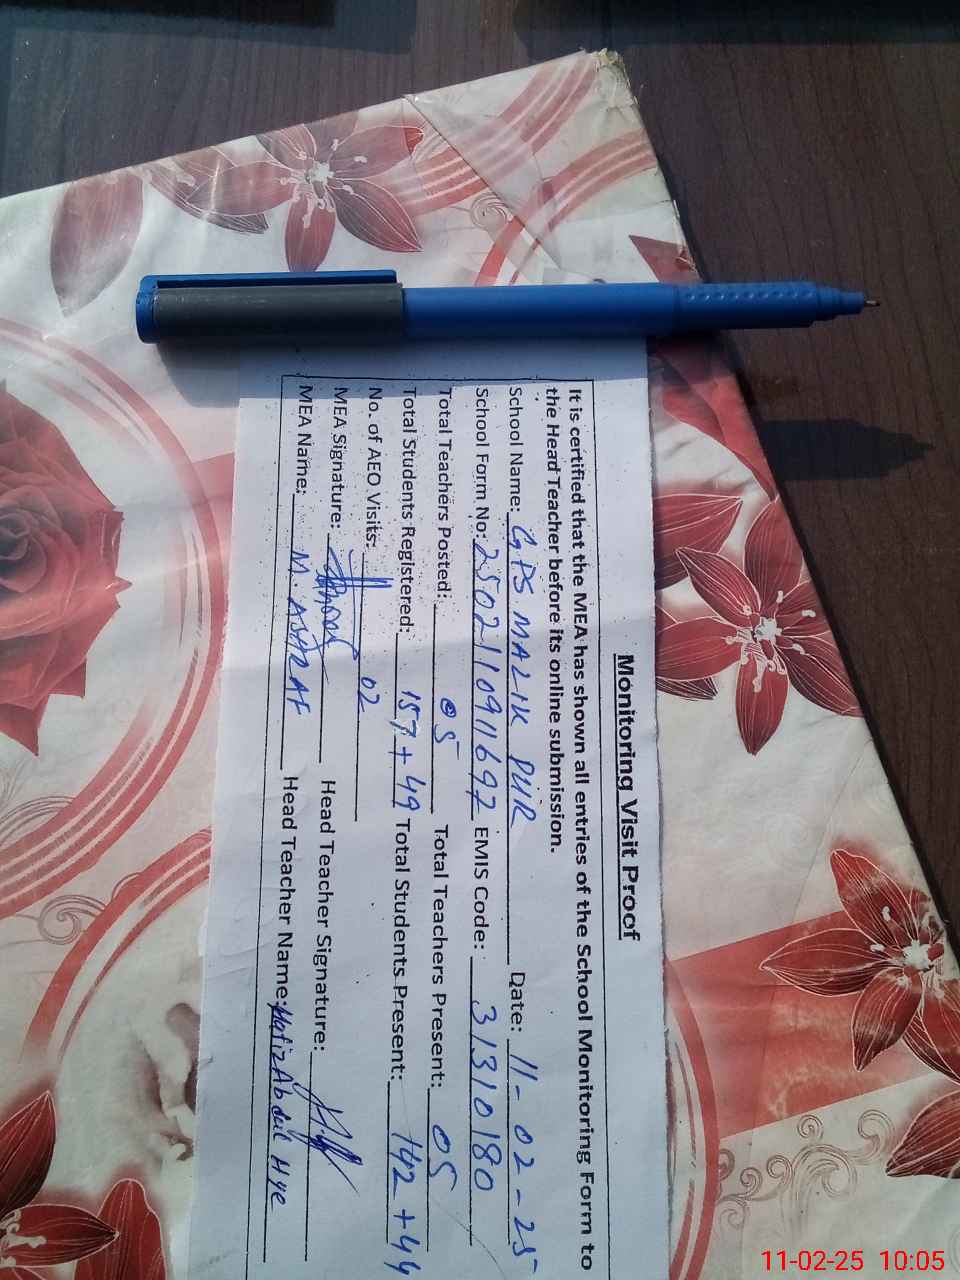 Monitoring Visit Proof
It is certified that the MEA has shown all entries of the School Monitoring Form to
the Head Teacher before its online submission.
School Name: GPS MALIK PUR Date: 11-02-25
School Form No: 2502110911697 EMIS Code: 31310180
Total Teachers Posted: 05 Total Teachers Present: 05
Total Students Registered: 157+49 Total Students Present: 142+44
No. of AEO Visits: 02
MEA Signature: Head Teacher Signature:
MEA Name: M. ASHRAF Head Teacher Name: Hafiz Abdul Hye
11-02-25 10:05